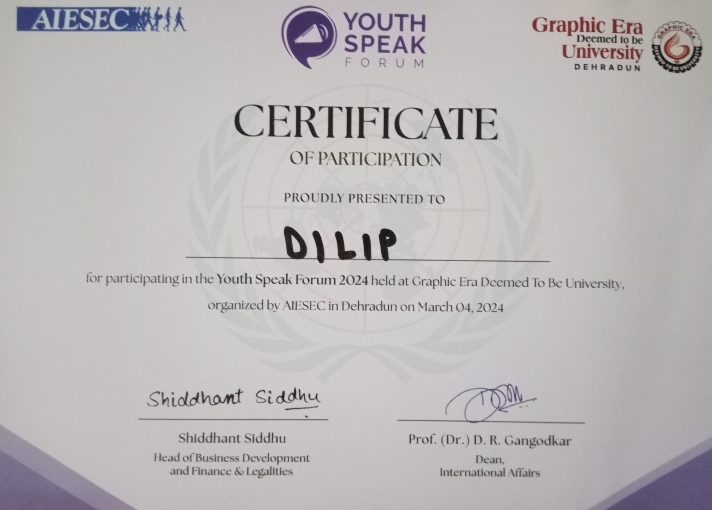 AIESEC
YOUTH
SPEAK
FORUM
Graphic Era
Deemed to be
University
DEHRADUN
GRAPHIC ERA
CERTIFICATE
OF PARTICIPATION
PROUDLY PRESENTED TO
DILIP
for participating in the Youth Speak Forum 2024 held at Graphic Era Deemed To Be University,
organized by AIESEC in Dehradun on March 04, 2024
Shiddhant Siddhu
Shiddhant Siddhu
Head of Business Development
and Finance & Legalities
Prof. (Dr.) D. R. Gangodkar
Dean,
International Affairs